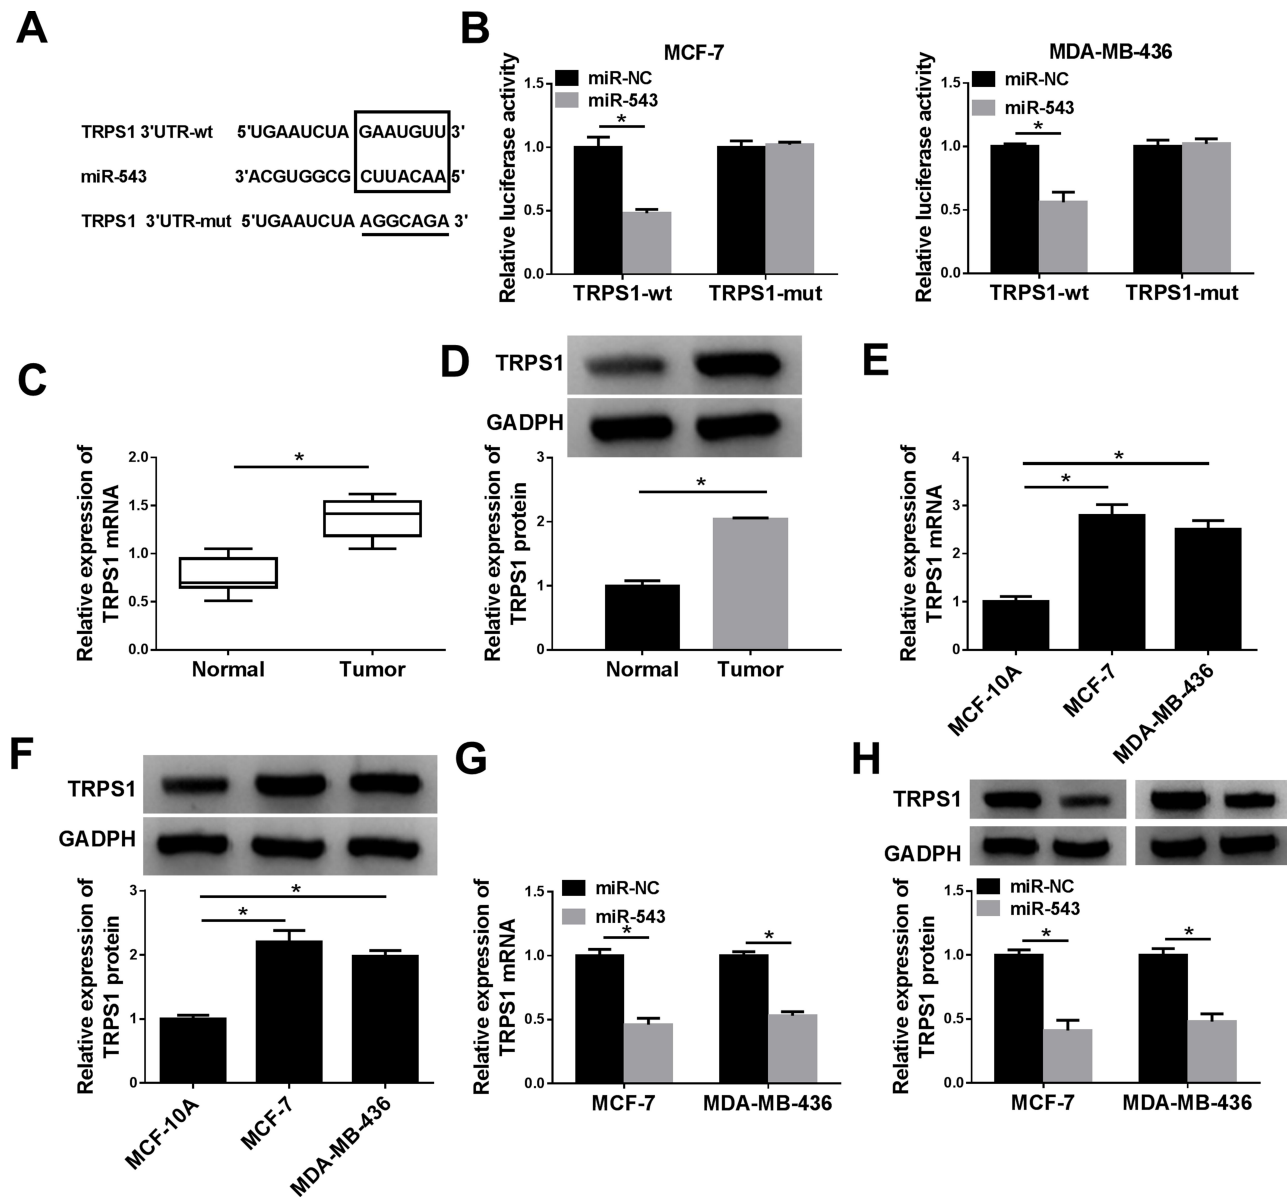 A
TRPS1 3'UTR-wt 5'UGAAUCUA GAAUGUU 3'
miR-543 3'ACGUGGCG CUUACAA 5'
TRPS1 3'UTR-mut 5'UGAAUCUA AGGCAGA 3'
B
MCF-7
miR-NC
miR-543
Relative luciferase activity
1.5
1.0
0.5
0.0
*
TRPS1-wt TRPS1-mut
MDA-MB-436
miR-NC
miR-543
Relative luciferase activity
1.5
1.0
0.5
0.0
*
TRPS1-wt TRPS1-mut
C
Relative expression of
TRPS1 mRNA
2.0
1.5
1.0
0.5
0.0
*
Normal Tumor
D
TRPS1
GADPH
Relative expression of
TRPS1 protein
3
2
1
0
*
Normal Tumor
E
Relative expression of
TRPS1 mRNA
4
3
2
1
0
*
*
MCF-10A
MCF-7
MDA-MB-436
F
TRPS1
GADPH
Relative expression of
TRPS1 protein
3
2
1
0
*
*
MCF-10A
MCF-7
MDA-MB-436
G
miR-NC
miR-543
Relative expression of
TRPS1 mRNA
1.5
1.0
0.5
0.0
*
*
MCF-7 MDA-MB-436
H
TRPS1
GADPH
miR-NC
miR-543
Relative expression of
TRPS1 protein
1.5
1.0
0.5
0.0
*
*
MCF-7 MDA-MB-436